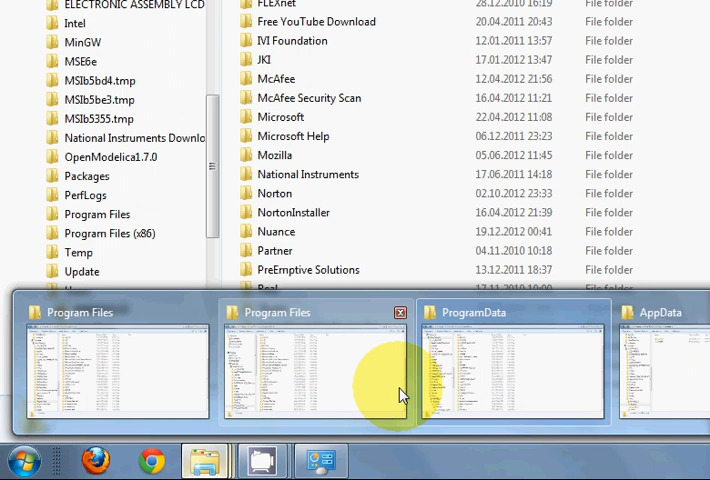 ELECTRONIC ASSEMBLY LCD
Intel
MinGW
MSE6e
MSIb5bd4.tmp
MSIb5be3.tmp
MSIb5355.tmp
National Instruments Downlo
OpenModelica1.7.0
Packages
PerfLogs
Program Files
Program Files (x86)
Temp
Update
FLEXnet 28.12.2010 16:19 File folder
Free YouTube Download 20.04.2011 20:43 File folder
IVI Foundation 12.01.2011 13:57 File folder
JKI 17.01.2012 13:47 File folder
McAfee 12.04.2012 21:56 File folder
McAfee Security Scan 16.04.2012 11:21 File folder
Microsoft 22.04.2012 11:08 File folder
Microsoft Help 06.12.2011 23:23 File folder
Mozilla 05.06.2012 11:45 File folder
National Instruments 17.06.2011 14:18 File folder
Norton 02.10.2012 23:33 File folder
NortonInstaller 16.04.2012 21:39 File folder
Nuance 19.12.2012 00:41 File folder
Partner 04.11.2010 10:18 File folder
PreEmptive Solutions 13.12.2011 18:37 File folder
Program Files
Program Files
ProgramData
AppData